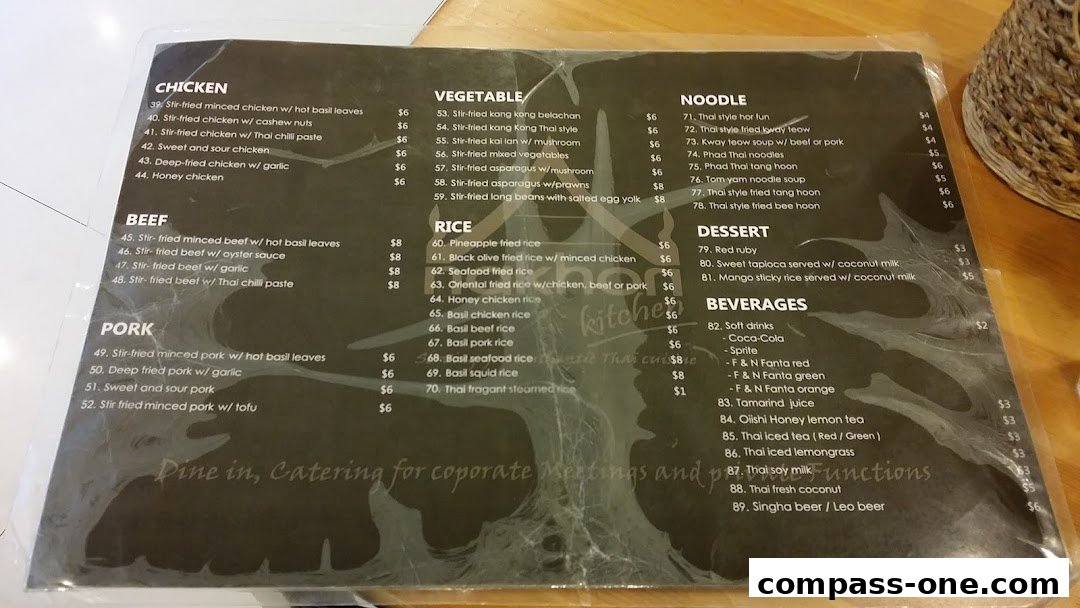 CHICKEN
39. Stir-fried minced chicken w/ hot basil leaves $6
40. Stir-fried chicken w/ cashew nuts $6
41. Stir-fried chicken w/ Thai chilli paste $6
42. Sweet and sour chicken $6
43. Deep-fried chicken w/ garlic $6
44. Honey chicken $6
BEEF
45. Stir- fried minced beef w/ hot basil leaves $8
46. Stir- fried beef w/ oyster sauce $8
47. Stir- fried beef w/ garlic $8
48. Stir- fried beef w/ Thai chilli paste $8
PORK
49. Stir-fried minced pork w/ hot basil leaves $6
50. Deep fried pork w/ garlic $6
51. Sweet and sour pork $6
52. Stir fried minced pork w/ tofu $6
VEGETABLE
53. Stir-fried kang kong belachan $6
54. Stir-fried kang Kong Thai style $6
55. Stir-fried kai lan w/ mushroom $6
56. Stir-fried mixed vegetables $6
57. Stir-fried asparagus w/mushroom $6
58. Stir-fried asparagus w/prawns $8
59. Stir-fried long beans with salted egg yolk $8
RICE
60. Pineapple fried rice $6
61. Black olive fried rice w/ minced chicken $6
62. Seafood fried rice $6
63. Oriental fried rice w/chicken, beef or pork $6
64. Honey chicken rice $6
65. Basil chicken rice $6
66. Basil beef rice $6
67. Basil pork rice $6
68. Basil seafood rice $8
69. Basil squid rice $8
70. Thai fragant steamed rice $1
kitchen
Thai cuisine
NOODLE
71. Thai style hor fun $4
72. Thai style fried kway teow $4
73. Kway teow soup w/ beef or pork $4
74. Phad Thai noodles $5
75. Phad Thai tang hoon $6
76. Tom yam noodle soup $5
77. Thai style fried tang hoon $6
78. Thai style fried bee hoon $6
DESSERT
79. Red ruby $3
80. Sweet tapioca served w/ coconut milk $3
81. Mango sticky rice served w/ coconut milk $5
BEVERAGES
82. Soft drinks $2
- Coca-Cola
- Sprite
- F & N Fanta red
- F & N Fanta green
- F & N Fanta orange
83. Tamarind juice $3
84. Oiishi Honey lemon tea $3
85. Thai iced tea ( Red / Green ) $3
86. Thai iced lemongrass $3
87. Thai soy milk $3
88. Thai fresh coconut $5
89. Singha beer / Leo beer $6
Dine in, Catering for coporate Meetings and private Functions
compass-one.com